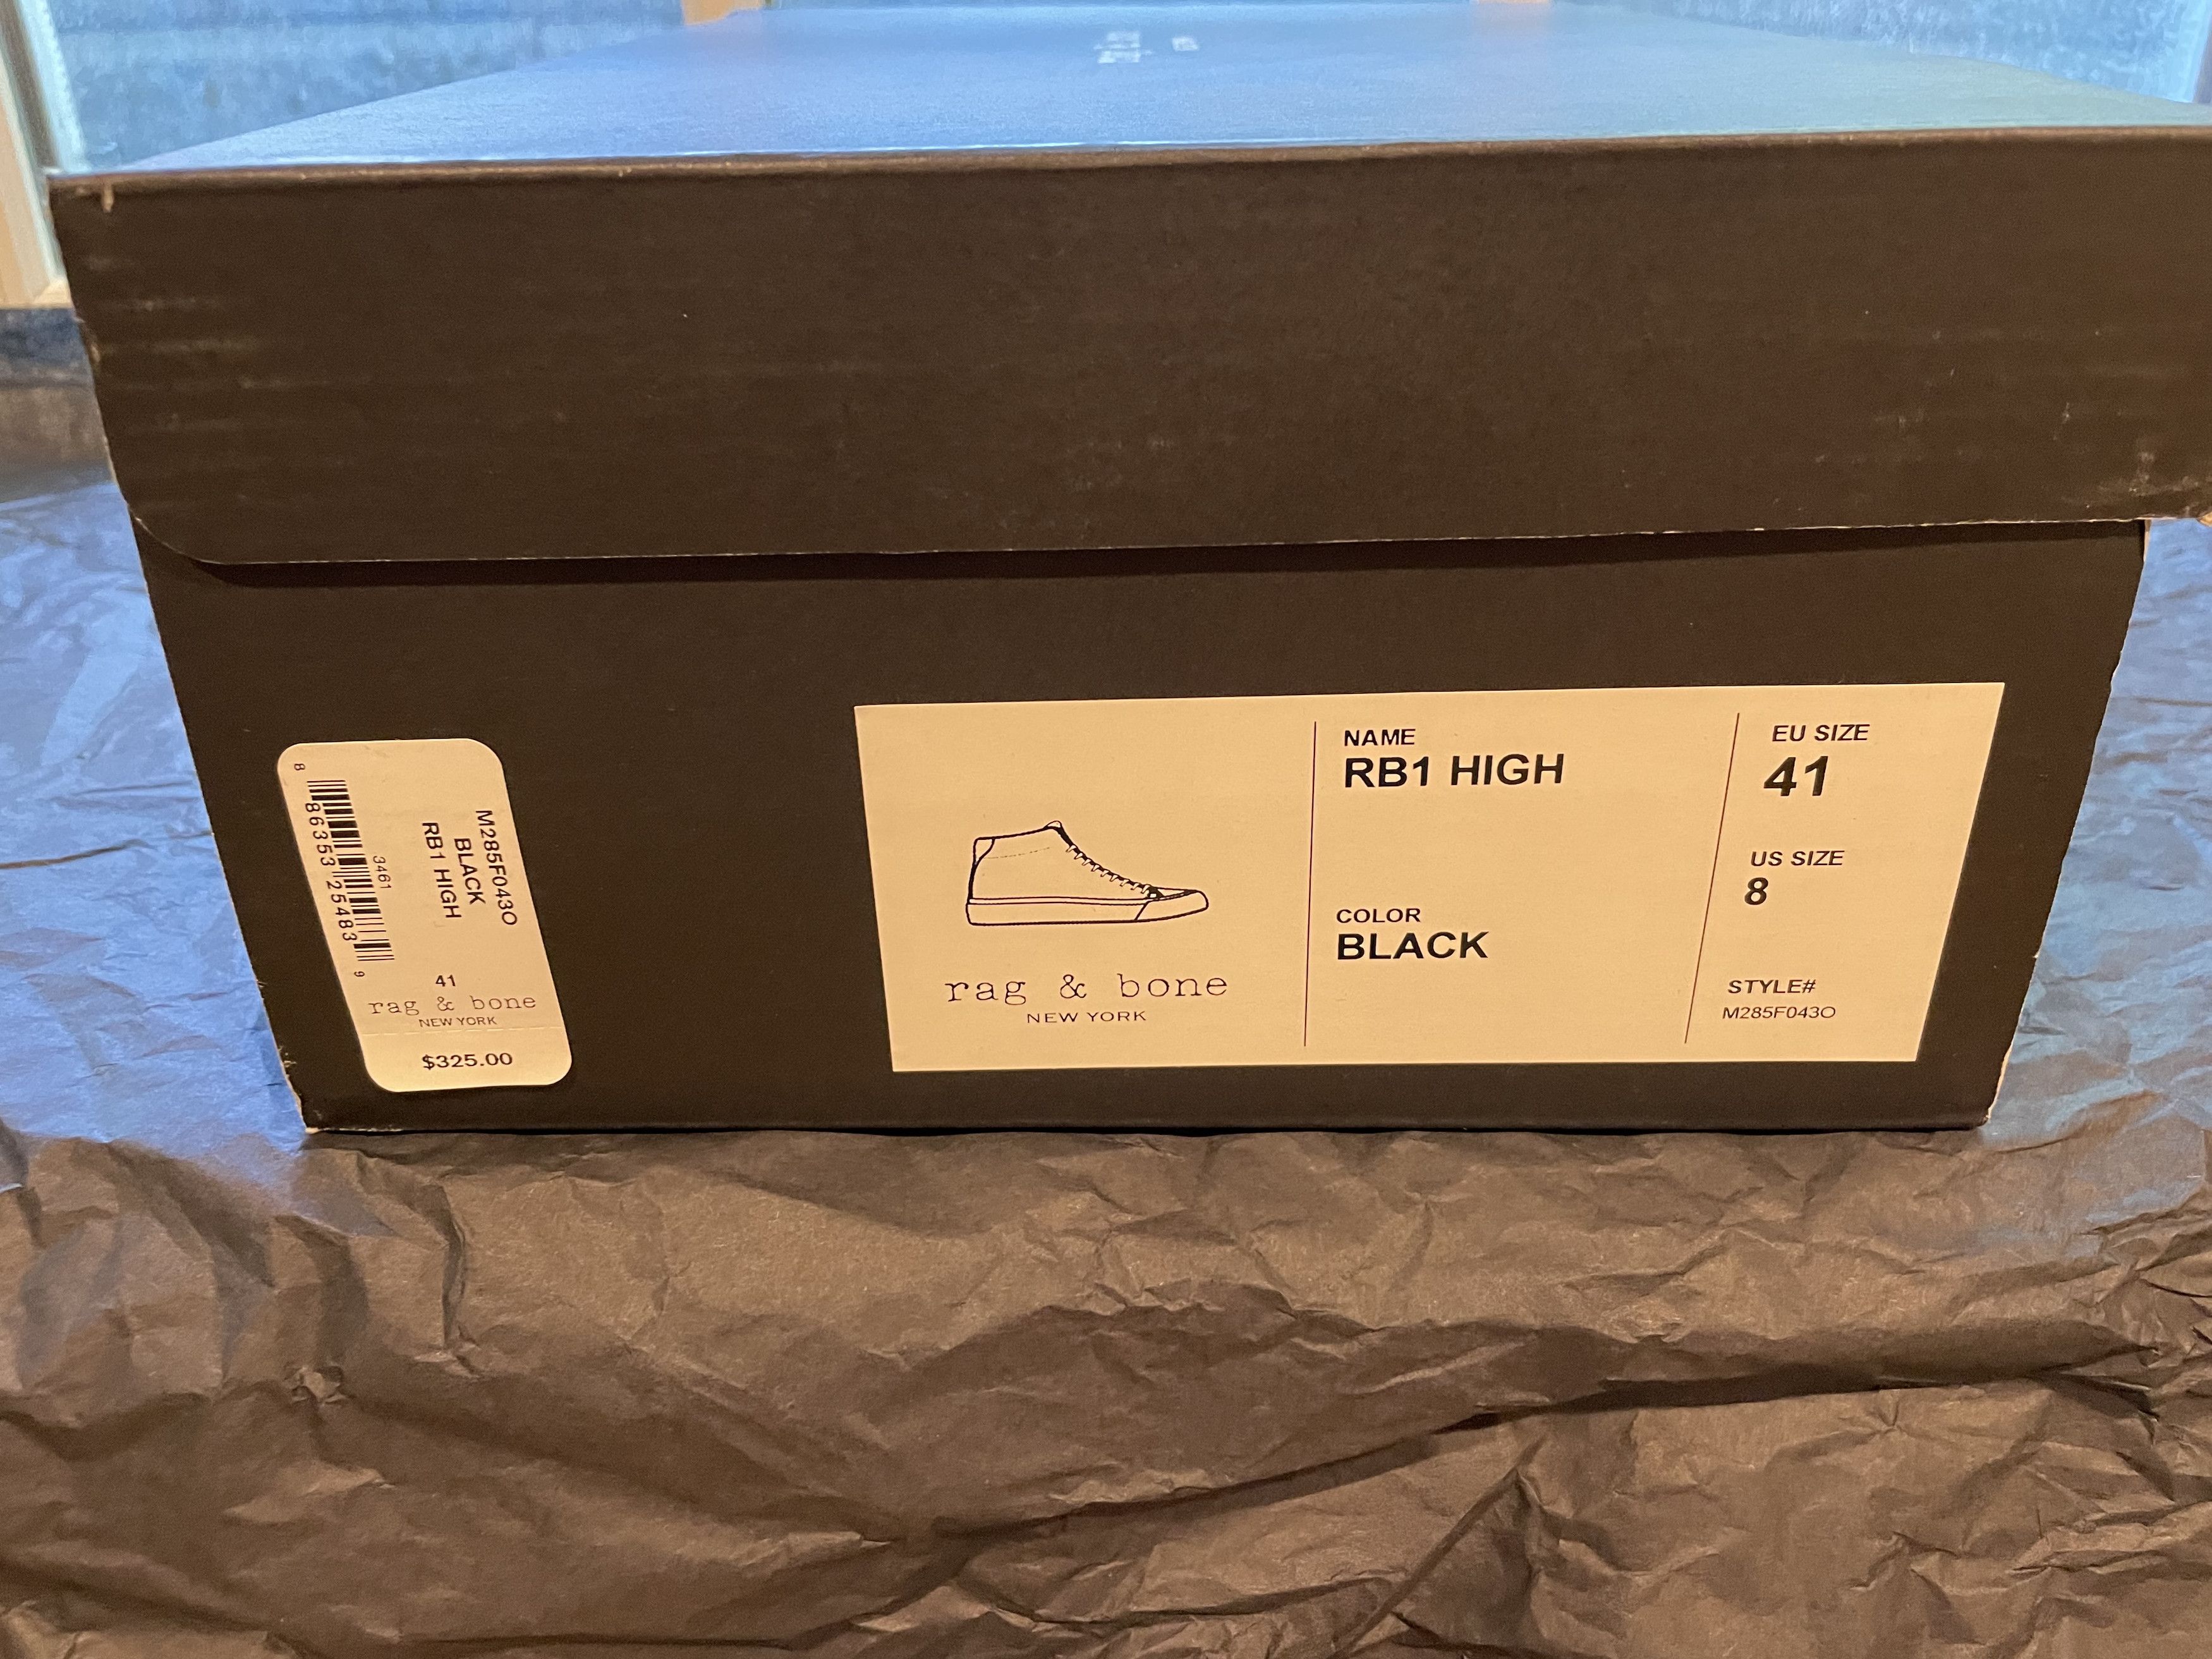 M285F043O
BLACK
RB1 HIGH
3461
8 86353 25483 9
41
rag & bone
NEW YORK
$325.00
rag & bone
NEW YORK
NAME
RB1 HIGH
COLOR
BLACK
EU SIZE
41
US SIZE
8
STYLE#
M285F043O